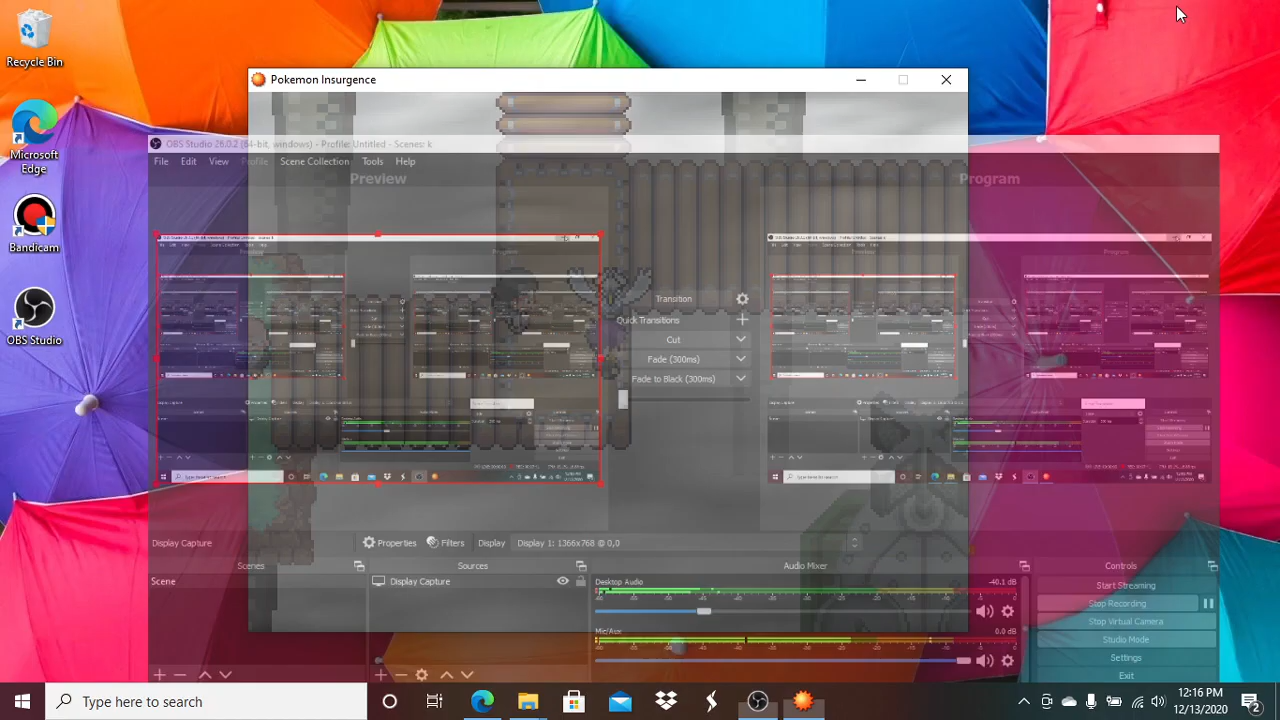 Recycle Bin
Microsoft
Edge
Bandicam
OBS Studio
Pokemon Insurgence
OBS Studio 26.0.2 (64-bit, windows) - Profile: Untitled - Scenes: k
File Edit View Profile Scene Collection Tools Help
Preview
Program
Transition
Quick Transitions
Cut
Fade (300ms)
Fade to Black (300ms)
Display Capture
Properties
Filters
Display
Display 1: 1366x768 @ 0,0
Scenes
Sources
Audio Mixer
Controls
Scene
Display Capture
Desktop Audio
-40.1 dB
Mic/Aux
0.0 dB
Start Streaming
Stop Recording
Stop Virtual Camera
Studio Mode
Settings
Exit
Type here to search
12:16 PM
12/13/2020
2